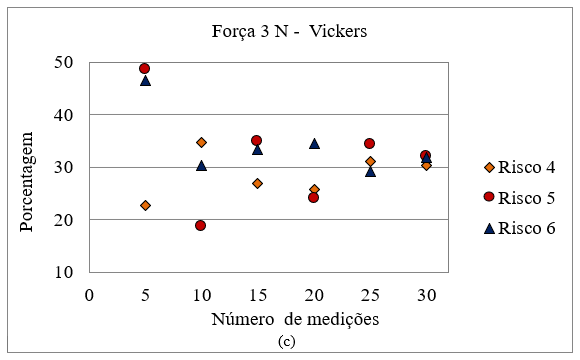 Força 3 N - Vickers
50
40
30
20
10
0 5 10 15 20 25 30
Porcentagem
Número de medições
(c)
Risco 4
Risco 5
Risco 6